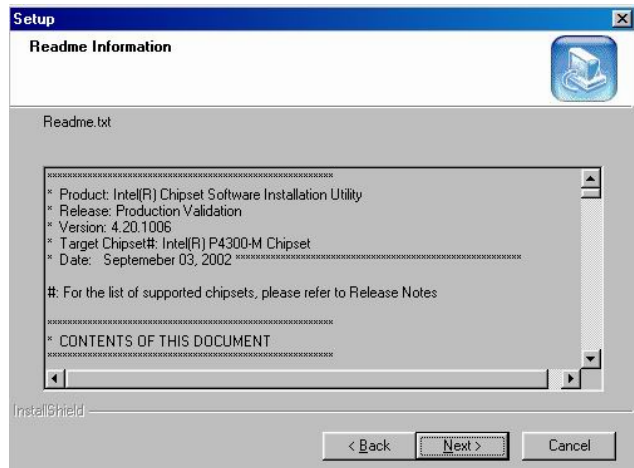 Setup
Readme Information
Readme.txt
************************************************************
* Product: Intel(R) Chipset Software Installation Utility
* Release: Production Validation
* Version: 4.20.1006
* Target Chipset#: Intel(R) P4300-M Chipset
* Date: Septemeber 03, 2002 ************************************************************
#: For the list of supported chipsets, please refer to Release Notes
************************************************************
* CONTENTS OF THIS DOCUMENT
************************************************************
InstallShield
< Back
Next >
Cancel